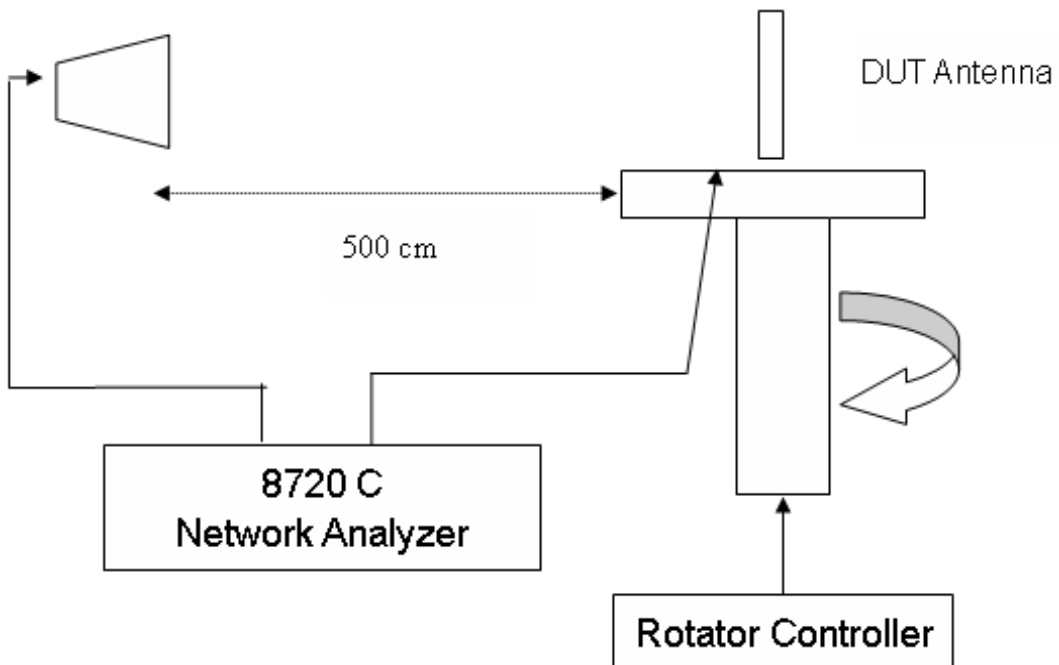 DUT Antenna
500 cm
8720 C
Network Analyzer
Rotator Controller